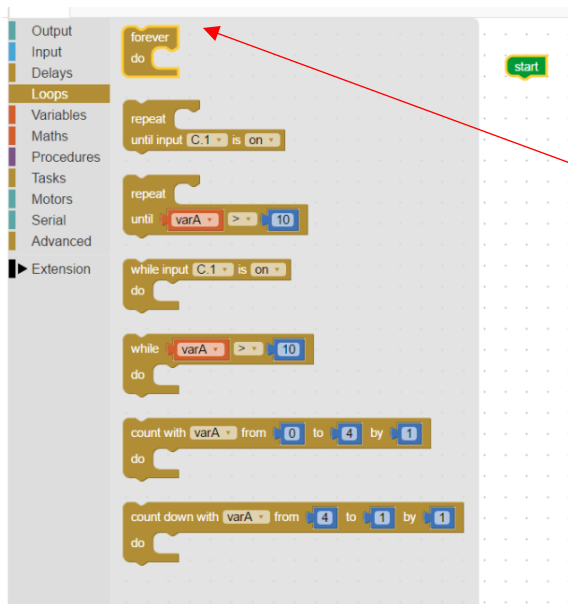 Output
Input
Delays
Loops
Variables
Maths
Procedures
Tasks
Motors
Serial
Advanced
Extension
forever
do
repeat
until input C.1 is on
repeat
until varA > 10
while input C.1 is on
do
while varA > 10
do
count with varA from 0 to 4 by 1
do
count down with varA from 4 to 1 by 1
do
start